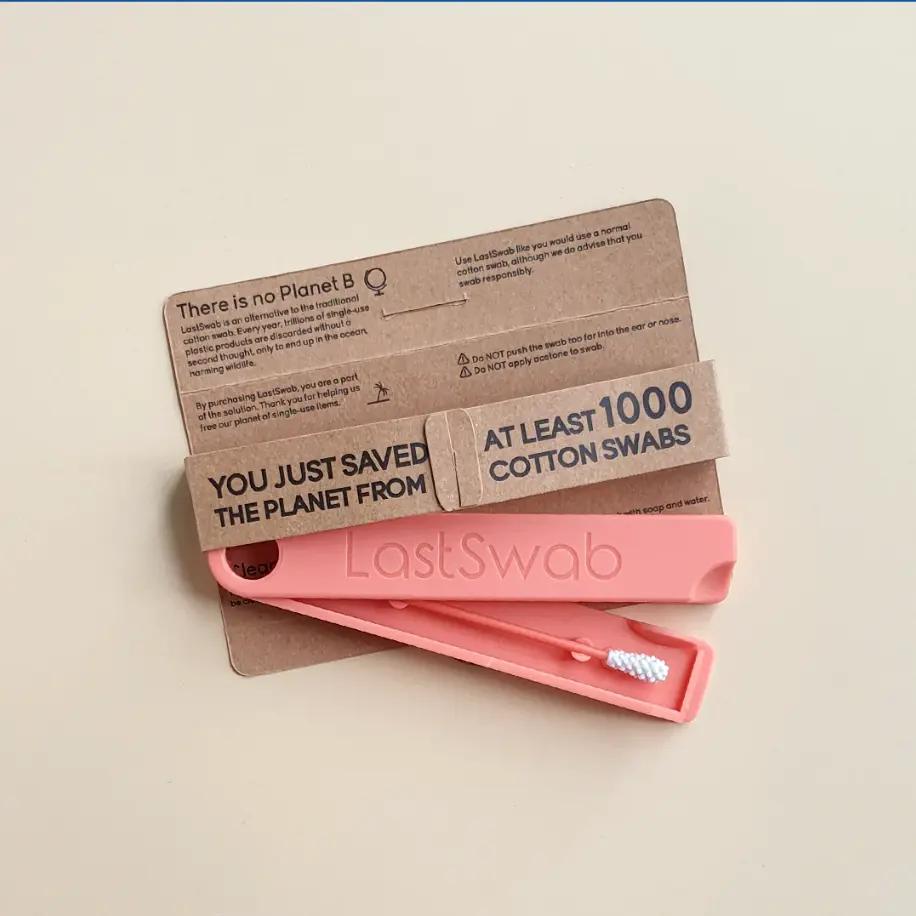 There is no Planet B
LastSwab is an alternative to the traditional
cotton swab. Every year, trillions of single-use
plastic products are discarded without a
second thought, only to end up in the ocean,
harming wildlife.
By purchasing LastSwab, you are a part
of the solution. Thank you for helping us
free our planet of single-use items.
Use LastSwab like you would use a normal
cotton swab, although we do advise that you
swab responsibly.
Do NOT push the swab too far into the ear or nose.
Do NOT apply acetone to swab.
YOU JUST SAVED
THE PLANET FROM
AT LEAST 1000
COTTON SWABS
with soap and water.
LastSwab
Clean
be